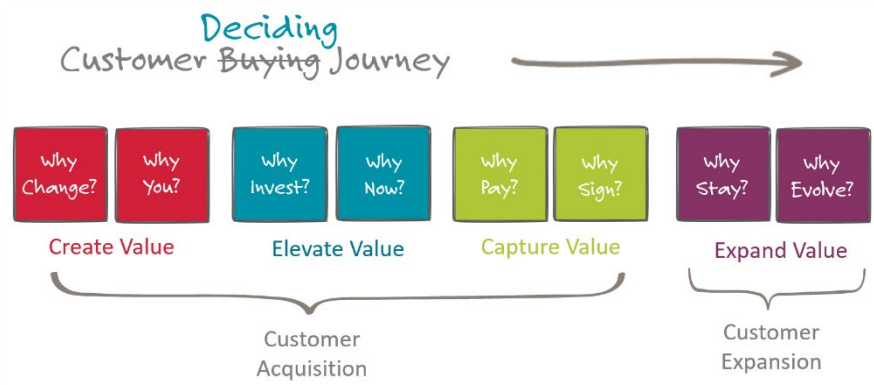 Deciding
Customer Buying Journey
Why Change?
Why You?
Why Invest?
Why Now?
Why Pay?
Why Sign?
Why Stay?
Why Evolve?
Create Value
Elevate Value
Capture Value
Expand Value
Customer
Acquisition
Customer
Expansion